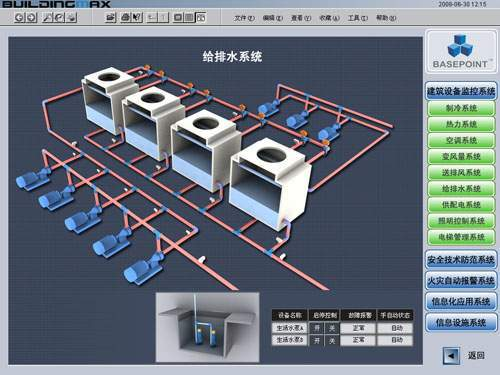 BUILDINGMAX
2008-06-30 12:15
文件(F) 编辑(E) 查看(V) 收藏(A) 工具(T) 帮助(H)
给排水系统
BASEPOINT
建筑设备监控系统
制冷系统
热力系统
空调系统
变风量系统
送排风系统
给排水系统
供配电系统
照明控制系统
电梯管理系统
安全技术防范系统
火灾自动报警系统
信息化应用系统
信息设施系统
返回
设备名称 启停控制 故障报警 手自动状态
生活水泵A 开 关 正常 自动
生活水泵B 开 关 正常 自动